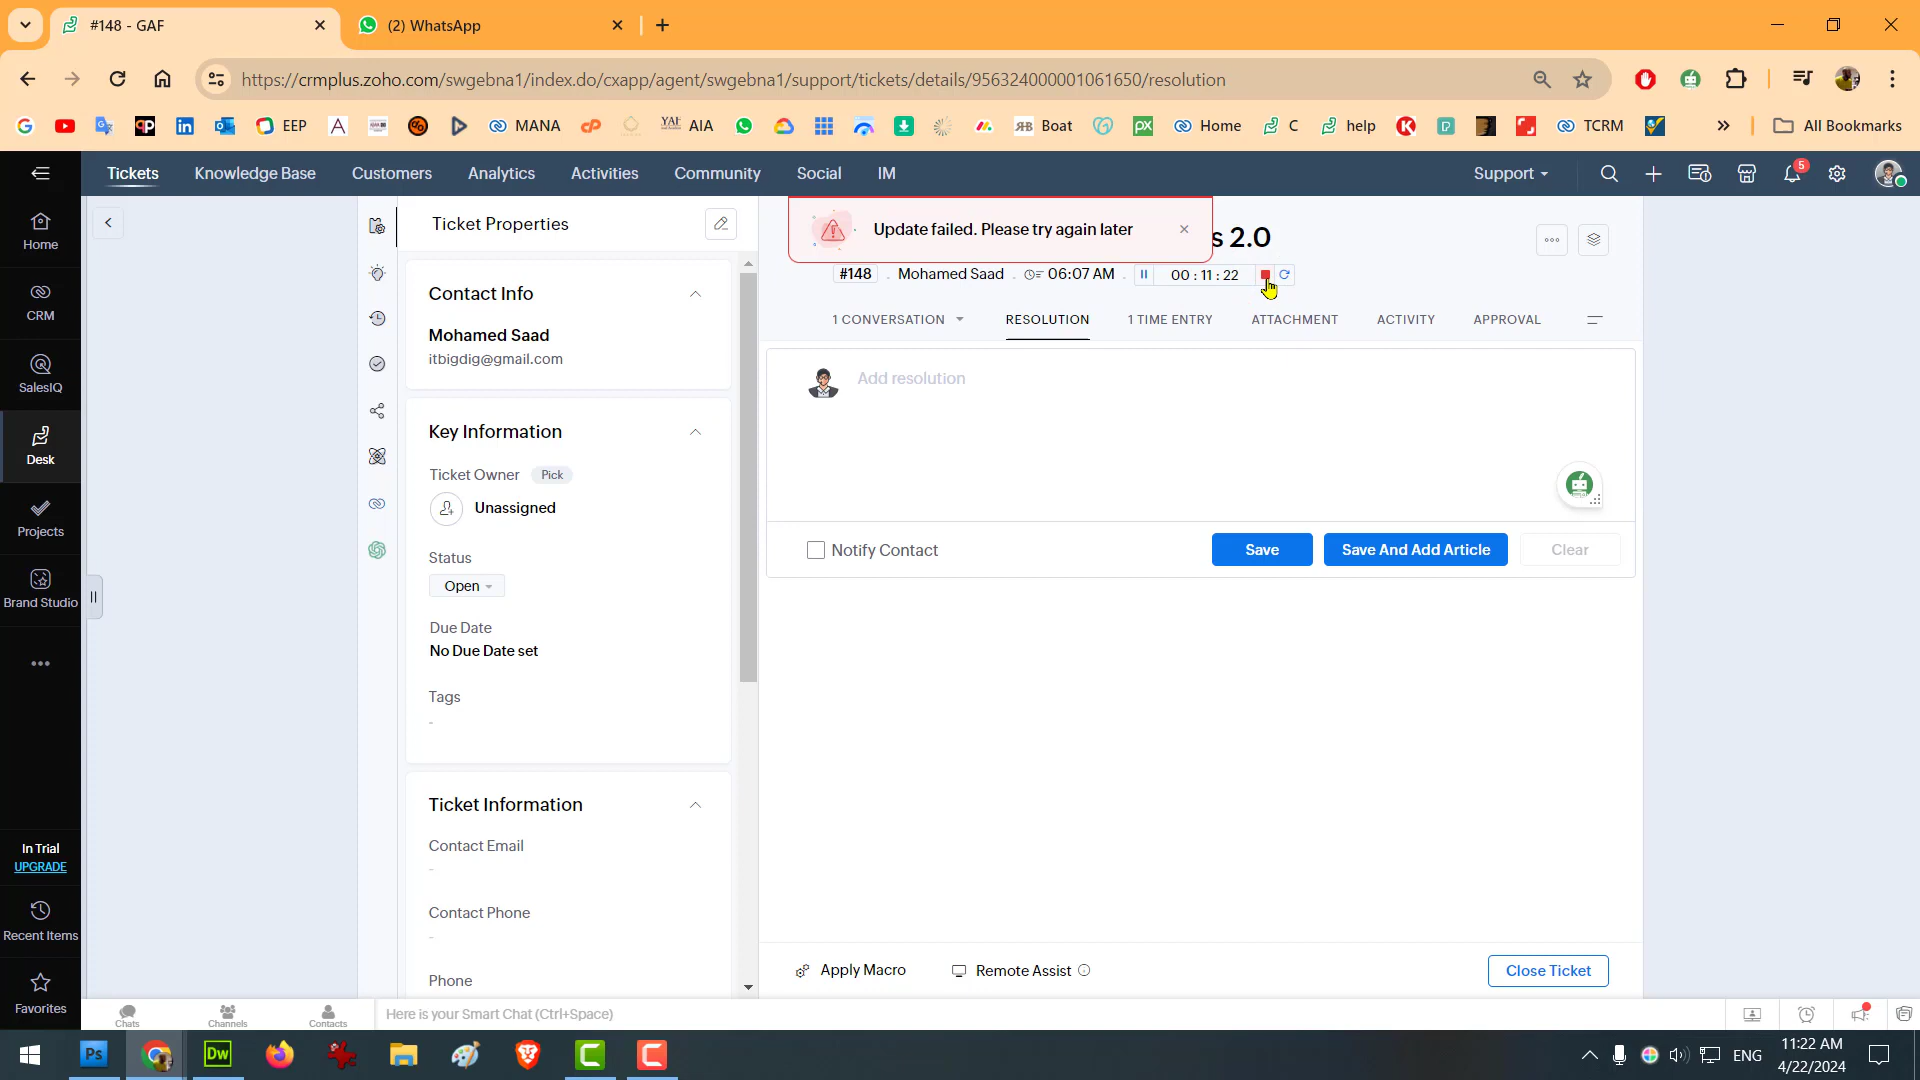 #148 - GAF
(2) WhatsApp
https://crmplus.zoho.com/swgebna1/index.do/cxapp/agent/swgebna1/support/tickets/details/956324000001061650/resolution
EEP
MANA
YAF AIA
Boat
Home
C
help
TCRM
All Bookmarks
Tickets
Knowledge Base
Customers
Analytics
Activities
Community
Social
IM
Support
5
Home
CRM
SalesIQ
Desk
Projects
Brand Studio
In Trial
UPGRADE
Recent Items
Favorites
Ticket Properties
Contact Info
Mohamed Saad
itbigdig@gmail.com
Key Information
Ticket Owner
Pick
Unassigned
Status
Open
Due Date
No Due Date set
Tags
-
Ticket Information
Contact Email
-
Contact Phone
-
Phone
Update failed. Please try again later
s 2.0
#148
Mohamed Saad
06:07 AM
00 : 11 : 22
1 CONVERSATION
RESOLUTION
1 TIME ENTRY
ATTACHMENT
ACTIVITY
APPROVAL
Add resolution
Notify Contact
Save
Save And Add Article
Clear
Apply Macro
Remote Assist
Close Ticket
Chats
Channels
Contacts
Here is your Smart Chat (Ctrl+Space)
Ps
Dw
ENG
11:22 AM
4/22/2024